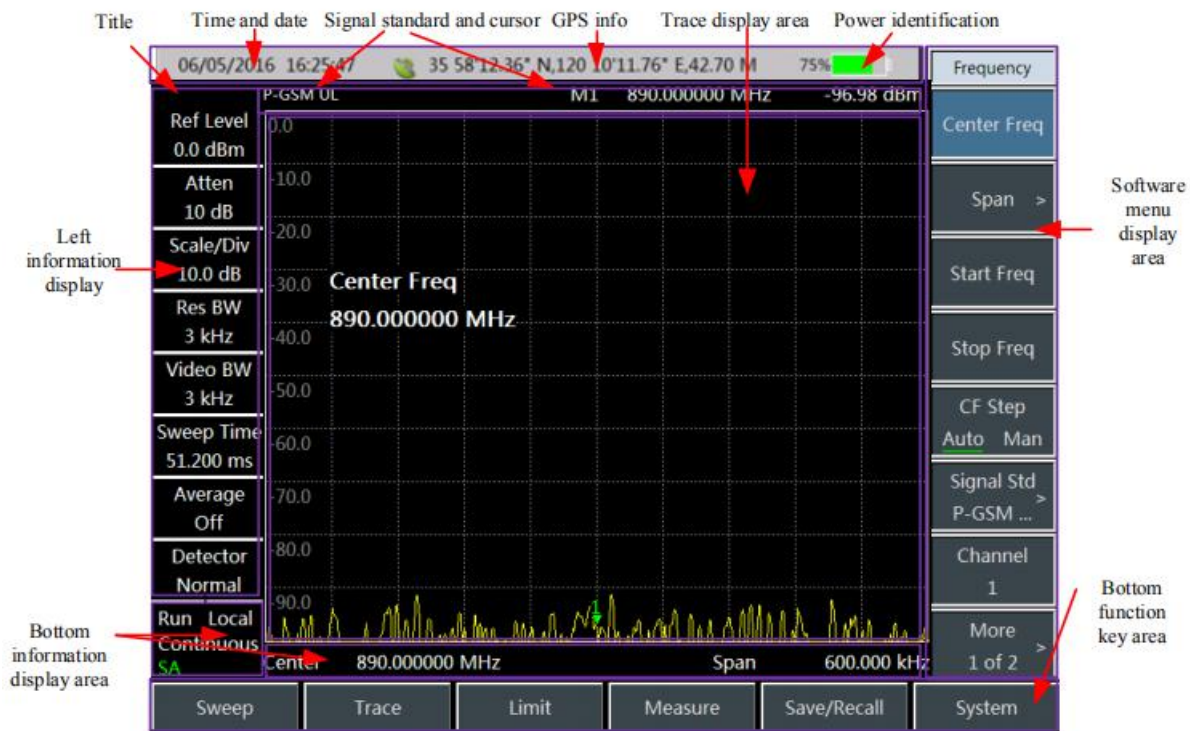 Title
Time and date
Signal standard and cursor
GPS info
Trace display area
Power identification
06/05/2016 16:25:47
35 58'12.36" N,120 10'11.76" E,42.70 M
75%
Frequency
P-GSM UL
M1 890.000000 MHz -96.98 dBm
Ref Level
0.0 dBm
Atten
10 dB
Scale/Div
10.0 dB
Res BW
3 kHz
Video BW
3 kHz
Sweep Time
51.200 ms
Average
Off
Detector
Normal
Run Local
Continuous
SA
Left
information
display
Bottom
information
display area
0.0
-10.0
-20.0
-30.0
-40.0
-50.0
-60.0
-70.0
-80.0
-90.0
Center Freq
890.000000 MHz
1
Center 890.000000 MHz Span 600.000 kHz
Center Freq
Span >
Start Freq
Stop Freq
CF Step
Auto Man
Signal Std >
P-GSM ...
Channel
1
More >
1 of 2
Software
menu
display
area
Bottom
function
key area
Sweep
Trace
Limit
Measure
Save/Recall
System